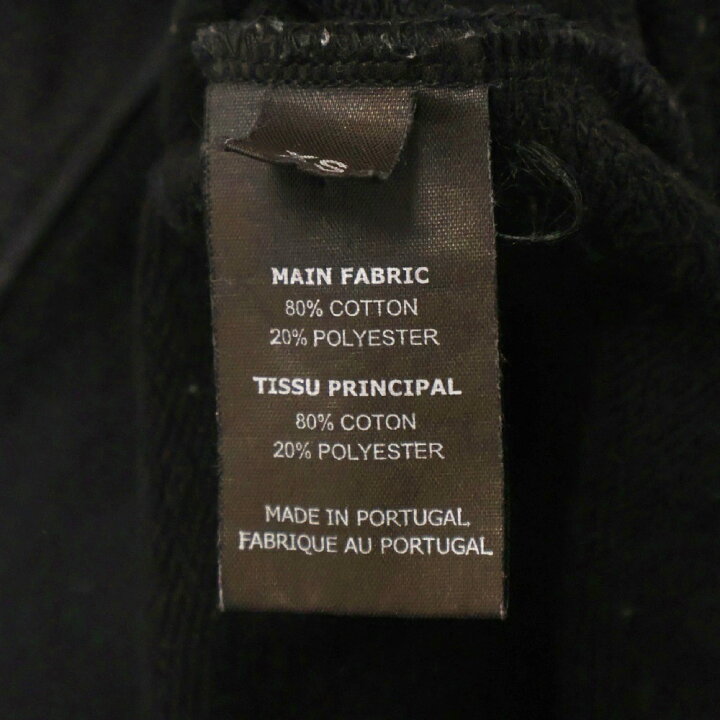 XS
MAIN FABRIC
80% COTTON
20% POLYESTER
TISSU PRINCIPAL
80% COTON
20% POLYESTER
MADE IN PORTUGAL
FABRIQUE AU PORTUGAL